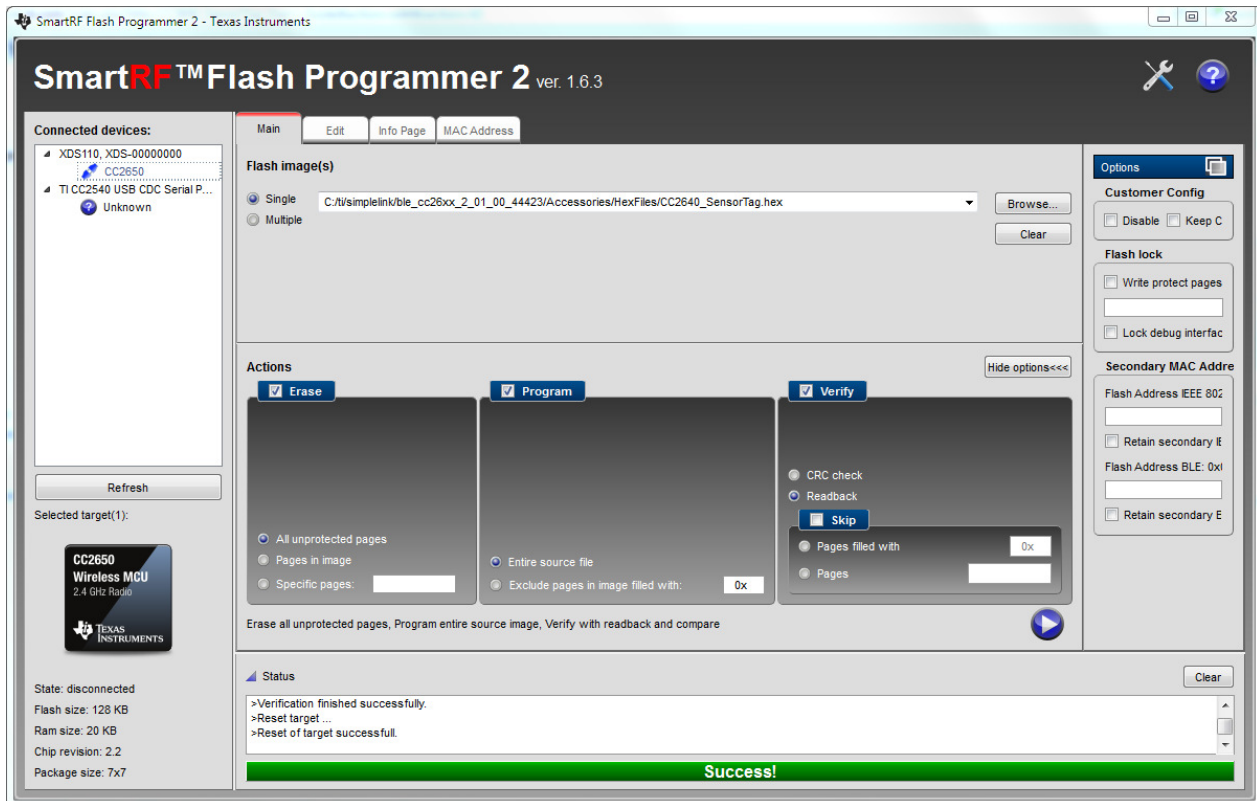 SmartRF Flash Programmer 2 - Texas Instruments
SmartRF™Flash Programmer 2 ver. 1.6.3
Connected devices:
XDS110, XDS-00000000
CC2650
TI CC2540 USB CDC Serial P...
Unknown
Refresh
Selected target(1):
CC2650
Wireless MCU
2.4 GHz Radio
TEXAS
INSTRUMENTS
State: disconnected
Flash size: 128 KB
Ram size: 20 KB
Chip revision: 2.2
Package size: 7x7
Main Edit Info Page MAC Address
Flash image(s)
Single C:/ti/simplelink/ble_cc26xx_2_01_00_44423/Accessories/HexFiles/CC2640_SensorTag.hex Browse...
Multiple
Clear
Actions
Hide options<<<
Erase
All unprotected pages
Pages in image
Specific pages:
Program
Entire source file
Exclude pages in image filled with: 0x
Verify
CRC check
Readback
Skip
Pages filled with 0x
Pages
Erase all unprotected pages, Program entire source image, Verify with readback and compare
Status
Clear
>Verification finished successfully.
>Reset target ...
>Reset of target successfull.
Success!
Options
Customer Config
Disable Keep C
Flash lock
Write protect pages
Lock debug interfac
Secondary MAC Addre
Flash Address IEEE 802
Retain secondary IE
Flash Address BLE: 0x
Retain secondary